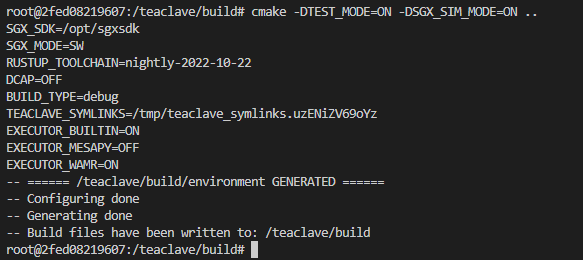 root@2fed08219607:/teaclave/build# cmake -DTEST_MODE=ON -DSGX_SIM_MODE=ON ..
SGX_SDK=/opt/sgxsdk
SGX_MODE=SW
RUSTUP_TOOLCHAIN=nightly-2022-10-22
DCAP=OFF
BUILD_TYPE=debug
TEACLAVE_SYMLINKS=/tmp/teaclave_symlinks.uzENiZV69oYz
EXECUTOR_BUILTIN=ON
EXECUTOR_MESAPY=OFF
EXECUTOR_WAMR=ON
-- ====== /teaclave/build/environment GENERATED ======
-- Configuring done
-- Generating done
-- Build files have been written to: /teaclave/build
root@2fed08219607:/teaclave/build#